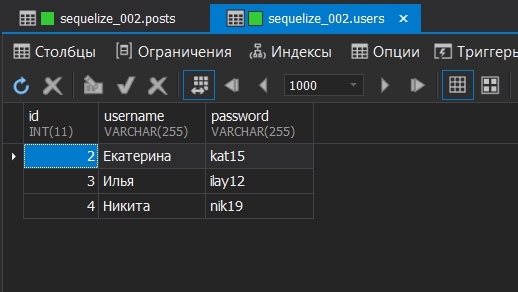 sequelize_002.posts sequelize_002.users
Столбцы Ограничения Индексы Опции Триггеры
1000
id username password
INT(11) VARCHAR(255) VARCHAR(255)
2 Екатерина kat15
3 Илья ilay12
4 Никита nik19